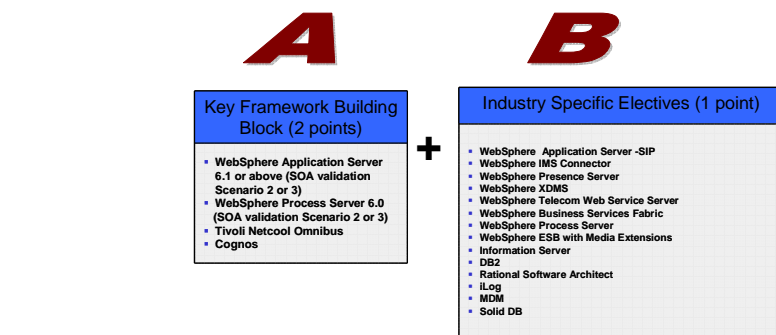 A
B
Key Framework Building
Block (2 points)
WebSphere Application Server
6.1 or above (SOA validation
Scenario 2 or 3)
WebSphere Process Server 6.0
(SOA validation Scenario 2 or 3)
Tivoli Netcool Omnibus
Cognos
+
Industry Specific Electives (1 point)
WebSphere Application Server -SIP
WebSphere IMS Connector
WebSphere Presence Server
WebSphere XDMS
WebSphere Telecom Web Service Server
WebSphere Business Services Fabric
WebSphere Process Server
WebSphere ESB with Media Extensions
Information Server
DB2
Rational Software Architect
iLog
MDM
Solid DB